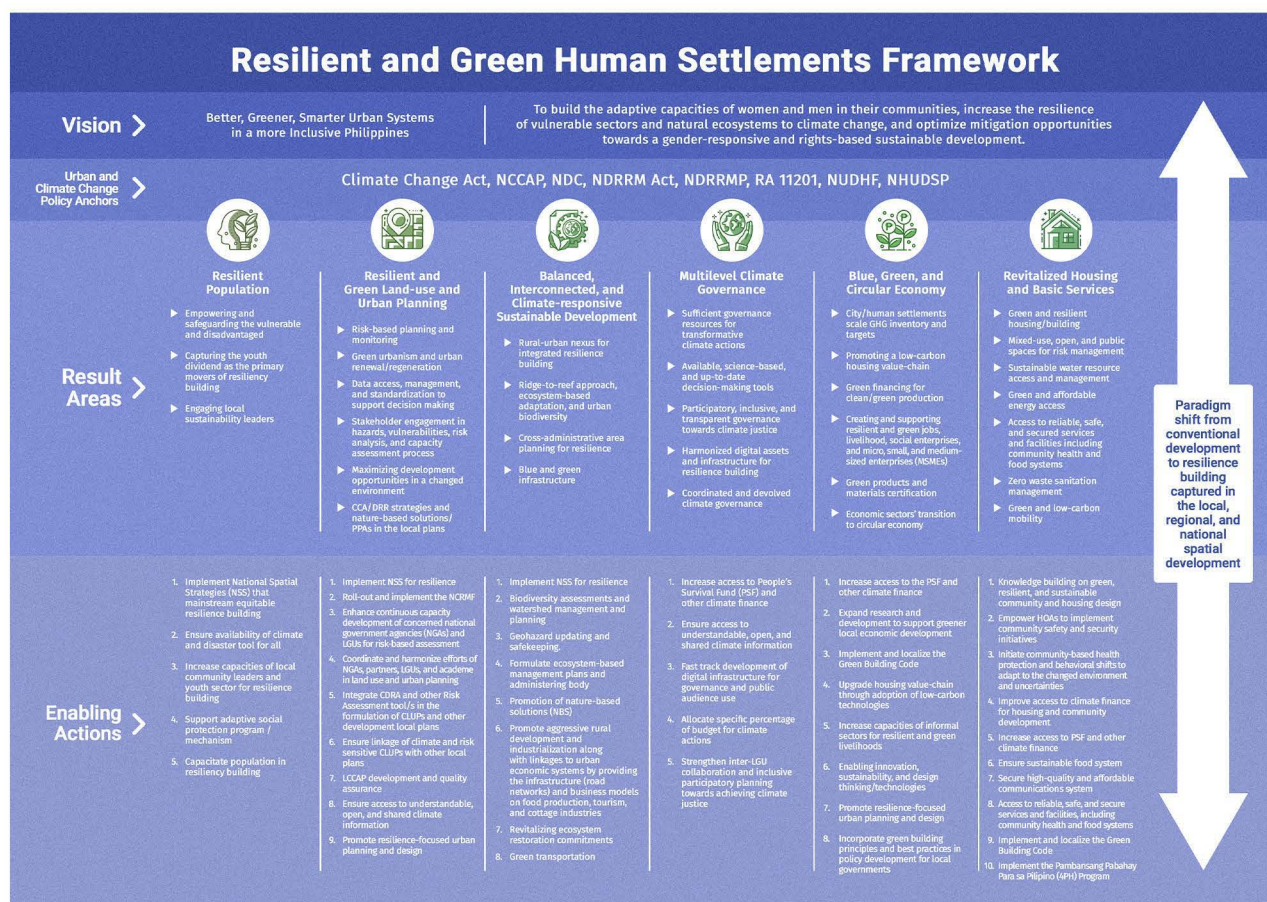 Resilient and Green Human Settlements Framework
Vision
Better, Greener, Smarter Urban Systems
in a more Inclusive Philippines
To build the adaptive capacities of women and men in their communities, increase the resilience
of vulnerable sectors and natural ecosystems to climate change, and optimize mitigation opportunities
towards a gender-responsive and rights-based sustainable development.
Urban and
Climate Change
Policy Anchors
Climate Change Act, NCCAP, NDC, NDRRM Act, NDRRMP, RA 11201, NUDHF, NHUDSP
Result
Areas
Resilient
Population
Empowering and
safeguarding the vulnerable
and disadvantaged
Capturing the youth
dividend as the primary
movers of resiliency
building
Engaging local
sustainability leaders
Resilient and
Green Land-use and
Urban Planning
Risk-based planning and
monitoring
Green urbanism and urban
renewal/regeneration
Data access, management,
and standardization to
support decision making
Stakeholder engagement in
hazards, vulnerabilities, risk
analysis, and capacity
assessment process
Maximizing development
opportunities in a changed
environment
CCA/DRR strategies and
nature-based solutions/
PPAs in the local plans
Balanced,
Interconnected, and
Climate-responsive
Sustainable Development
Rural-urban nexus for
integrated resilience
building
Ridge-to-reef approach,
ecosystem-based
adaptation, and urban
biodiversity
Cross-administrative area
planning for resilience
Blue and green
infrastructure
Multilevel Climate
Governance
Sufficient governance
resources for
transformative
climate actions
Available, science-based,
and up-to-date
decision-making tools
Participatory, inclusive, and
transparent governance
towards climate justice
Harmonized digital assets
and infrastructure for
resilience building
Coordinated and devolved
climate governance
Blue, Green, and
Circular Economy
City/human settlements
scale GHG inventory and
targets
Promoting a low-carbon
housing value-chain
Green financing for
clean/green production
Creating and supporting
resilient and green jobs,
livelihood, social enterprises,
and micro, small, and medium-
sized enterprises (MSMEs)
Green products and
materials certification
Economic sectors' transition
to circular economy
Revitalized Housing
and Basic Services
Green and resilient
housing/building
Mixed-use, open, and public
spaces for risk management
Sustainable water resource
access and management
Green and affordable
energy access
Access to reliable, safe,
and secured services
and facilities including
community health and
food systems
Zero waste sanitation
management
Green and low-carbon
mobility
Enabling
Actions
1. Implement National Spatial
Strategies (NSS) that
mainstream equitable
resilience building
2. Ensure availability of climate
and disaster tool for all
3. Increase capacities of local
community leaders and
youth sector for resilience
building
4. Support adaptive social
protection program /
mechanism
5. Capacitate population in
resiliency building
1. Implement NSS for resilience
2. Roll-out and implement the NCRMF
3. Enhance continuous capacity
development of concerned national
government agencies (NGAs) and
LGUs for risk-based assessment
4. Coordinate and harmonize efforts of
NGAs, partners, LGUs, and academe
in land use and urban planning
5. Integrate CDRA and other Risk
Assessment tool/s in the
formulation of CLUPs and other
development local plans
6. Ensure linkage of climate and risk
sensitive CLUPs with other local
plans
7. LCCAP development and quality
assurance
8. Ensure access to understandable,
open, and shared climate
information
9. Promote resilience-focused urban
planning and design
1. Implement NSS for resilience
2. Biodiversity assessments and
watershed management and
planning
3. Geohazard updating and
safekeeping.
4. Formulate ecosystem-based
management plans and
administering body
5. Promotion of nature-based
solutions (NBS)
6. Promote aggressive rural
development and
industrialization along
with linkages to urban
economic systems by providing
the infrastructure (road
networks) and business models
on food production, tourism,
and cottage industries
7. Revitalizing ecosystem
restoration commitments
8. Green transportation
1. Increase access to People's
Survival Fund (PSF) and
other climate finance
2. Ensure access to
understandable, open, and
shared climate initiatives
3. Fast track development of
digital infrastructure for
governance and public
audience use
4. Allocate specific percentage
of budget for climate
actions
5. Strengthen inter-LGU
collaboration and inclusive
participatory planning
towards achieving climate
justice
1. Increase access to the PSF and
other climate finance
2. Expand research and
development to support greener
local economic development
3. Implement and localize the
Green Building Code
4. Upgrade housing value-chain
through adoption of low-carbon
technologies
5. Increase capacities of informal
sectors for resilient and green
livelihoods
6. Enabling innovation,
sustainability, and design
thinking/technologies
7. Promote resilience-focused
urban planning and design
8. Incorporate green building
principles and best practices in
policy development for local
governments
1. Knowledge building on green,
resilient, and sustainable
community and housing design
2. Empower HOAs to implement
community safety and security
initiatives
3. Initiate community-based health
protection and behavioral shifts to
adapt to the changed environment
and uncertainties
4. Improve access to climate finance
for housing and community
development
5. Increase access to PSF and other
climate finance
6. Ensure sustainable food system
7. Secure high-quality and affordable
communications system
8. Access to reliable, safe, and secure
services and facilities, including
community health and food systems
9. Implement and localize the Green
Building Code
10. Implement the Pambansang Pabahay
Para sa Pilipino (4PH) Program
Paradigm
shift from
conventional
development
to resilience
building
captured in
the local,
regional, and
national
spatial
development
P
P